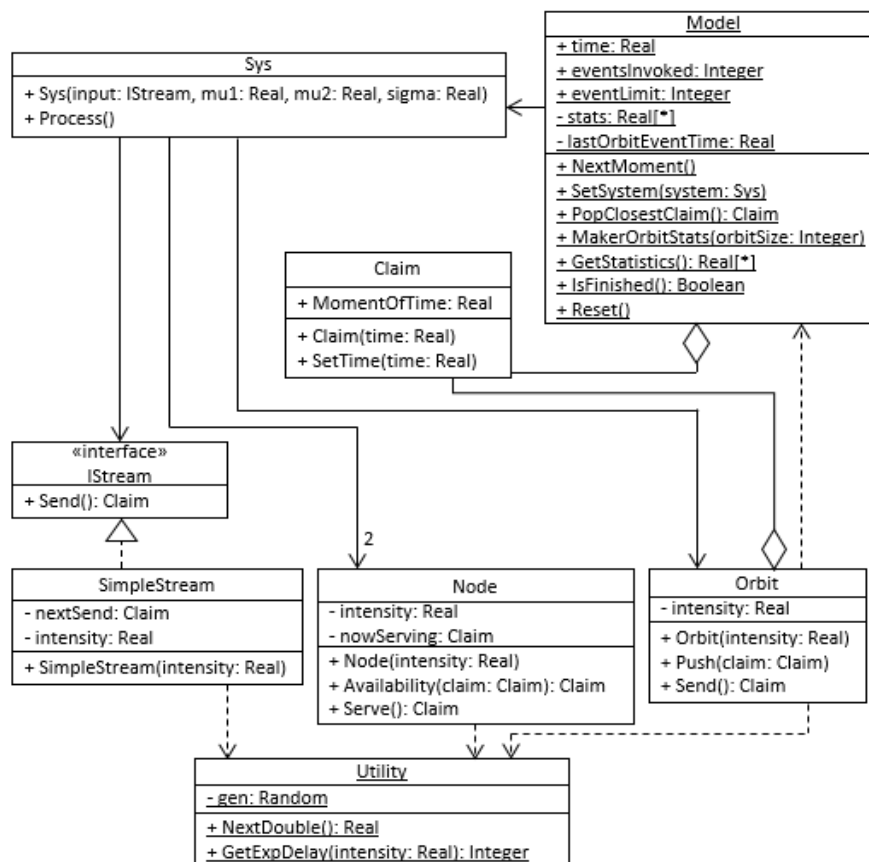 Model
+ time: Real
+ eventsInvoked: Integer
+ eventLimit: Integer
- stats: Real[*]
- lastOrbitEventTime: Real
+ NextMoment()
+ SetSystem(system: Sys)
+ PopClosestClaim(): Claim
+ MakerOrbitStats(orbitSize: Integer)
+ GetStatistics(): Real[*]
+ IsFinished(): Boolean
+ Reset()
Sys
+ Sys(input: IStream, mu1: Real, mu2: Real, sigma: Real)
+ Process()
Claim
+ MomentOfTime: Real
+ Claim(time: Real)
+ SetTime(time: Real)
«interface»
IStream
+ Send(): Claim
2
SimpleStream
- nextSend: Claim
- intensity: Real
+ SimpleStream(intensity: Real)
Node
- intensity: Real
- nowServing: Claim
+ Node(intensity: Real)
+ Availability(claim: Claim): Claim
+ Serve(): Claim
Orbit
- intensity: Real
+ Orbit(intensity: Real)
+ Push(claim: Claim)
+ Send(): Claim
Utility
- gen: Random
+ NextDouble(): Real
+ GetExpDelay(intensity: Real): Integer